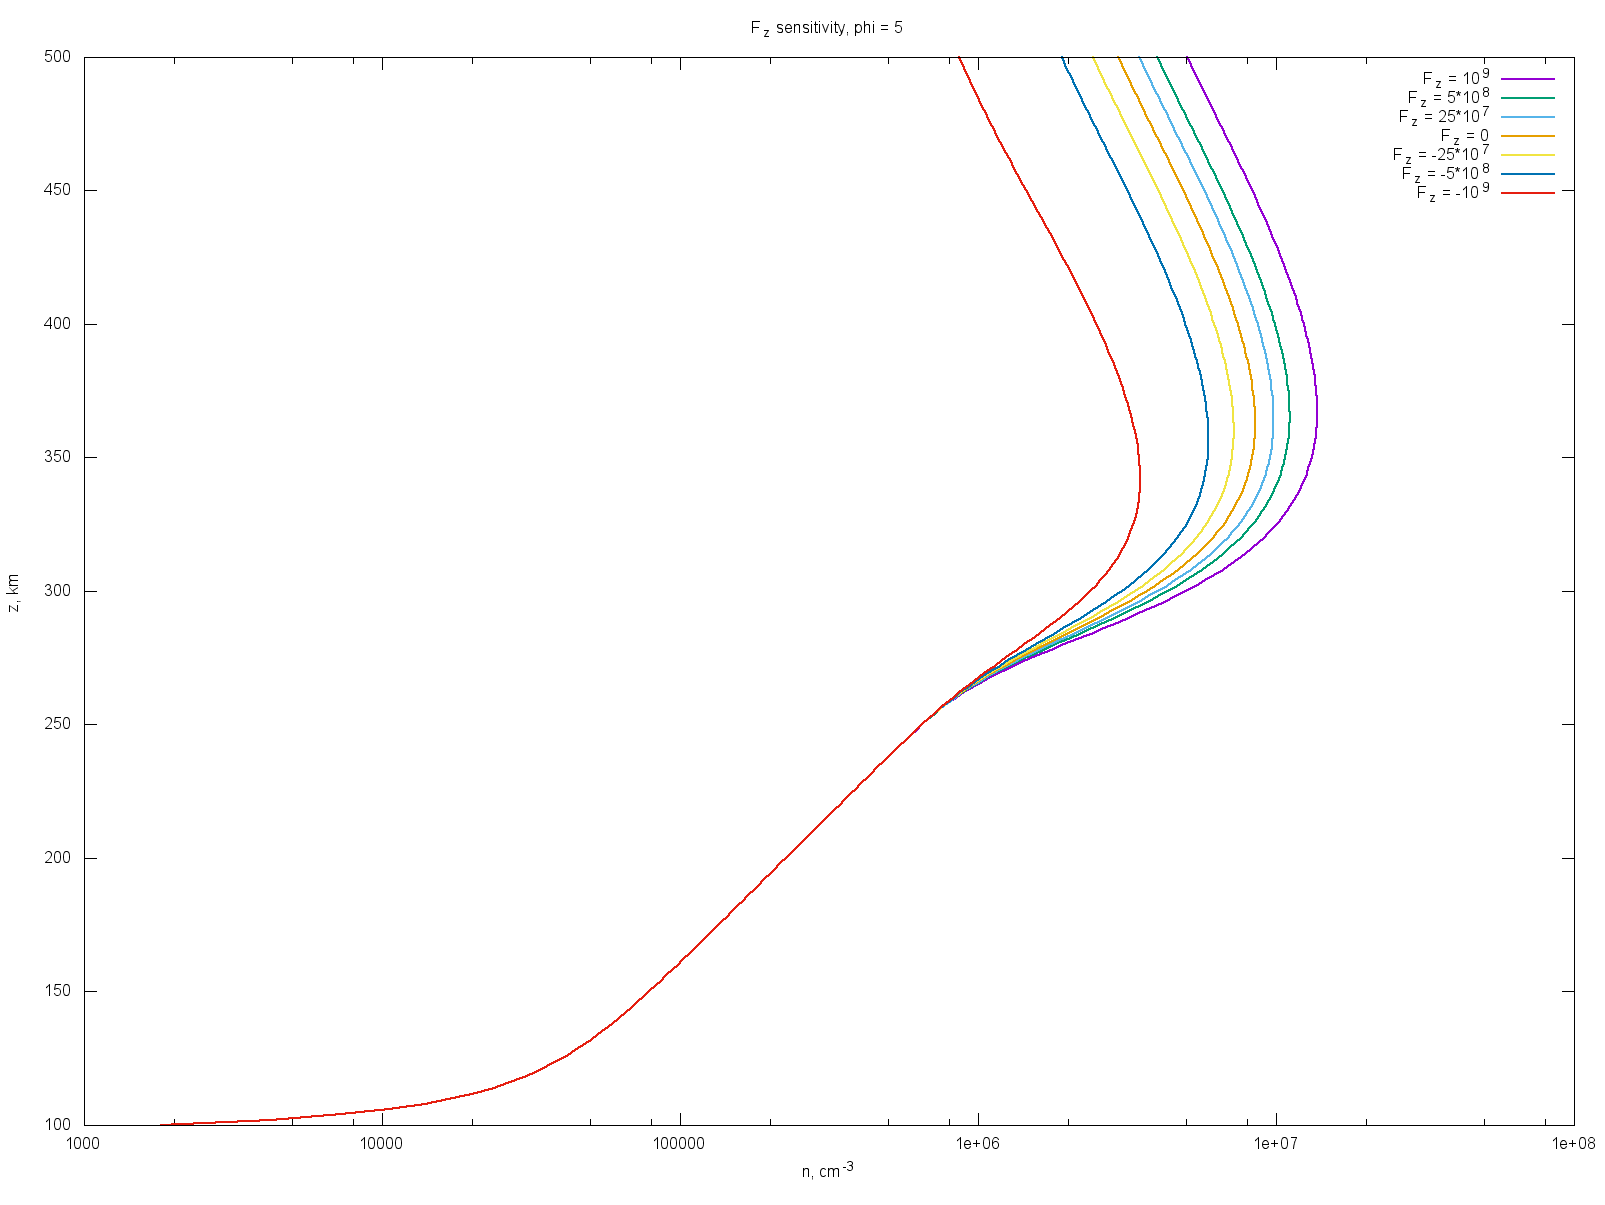 F z sensitivity, phi = 5
500
450
400
350
300
250
200
150
100
z, km
F z = 10 9
F z = 5*10 8
F z = 25*10 7
F z = 0
F z = -25*10 7
F z = -5*10 8
F z = -10 9
1000 10000 100000 1e+06 1e+07 1e+08
n, cm-3